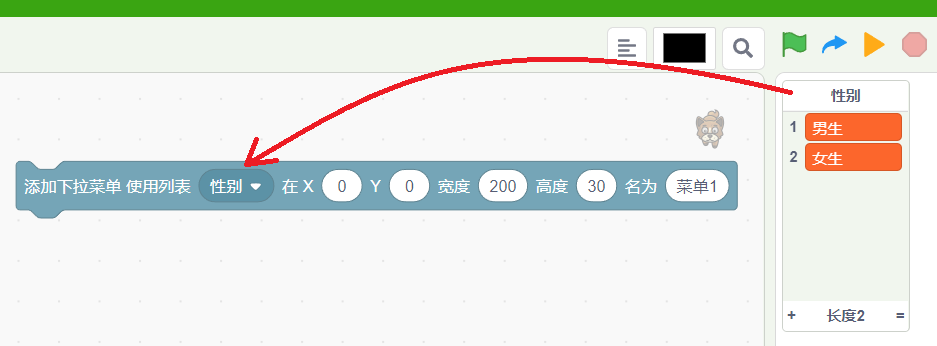 性别
1 男生
2 女生
添加下拉菜单 使用列表 性别 在 X 0 Y 0 宽度 200 高度 30 名为 菜单1
+ 长度2 =